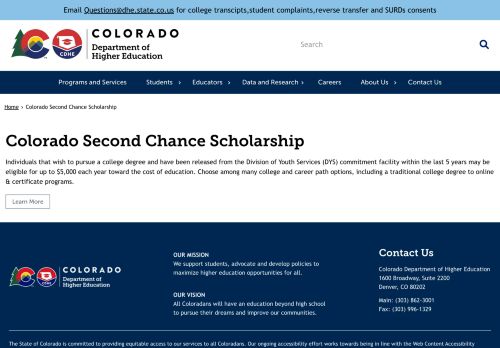 Email Questions@dhe.state.co.us for college transcipts,student complaints,reverse transfer and SURDs consents
CDHE
COLORADO
Department of
Higher Education
Search
Programs and Services
Students
Educators
Data and Research
Careers
About Us
Contact Us
Home > Colorado Second Chance Scholarship
Colorado Second Chance Scholarship
Individuals that wish to pursue a college degree and have been released from the Division of Youth Services (DYS) commitment facility within the last 5 years may be
eligible for up to $5,000 each year toward the cost of education. Choose among many college and career path options, including a traditional college degree to online
& certificate programs.
Learn More
CDHE
COLORADO
Department of
Higher Education
OUR MISSION
We support students, advocate and develop policies to
maximize higher education opportunities for all.
OUR VISION
All Coloradans will have an education beyond high school
to pursue their dreams and improve our communities.
Contact Us
Colorado Department of Higher Education
1600 Broadway, Suite 2200
Denver, CO 80202
Main: (303) 862-3001
Fax: (303) 996-1329
The State of Colorado is committed to providing equitable access to our services to all Coloradans. Our ongoing accessibility effort works towards being in line with the Web Content Accessibility